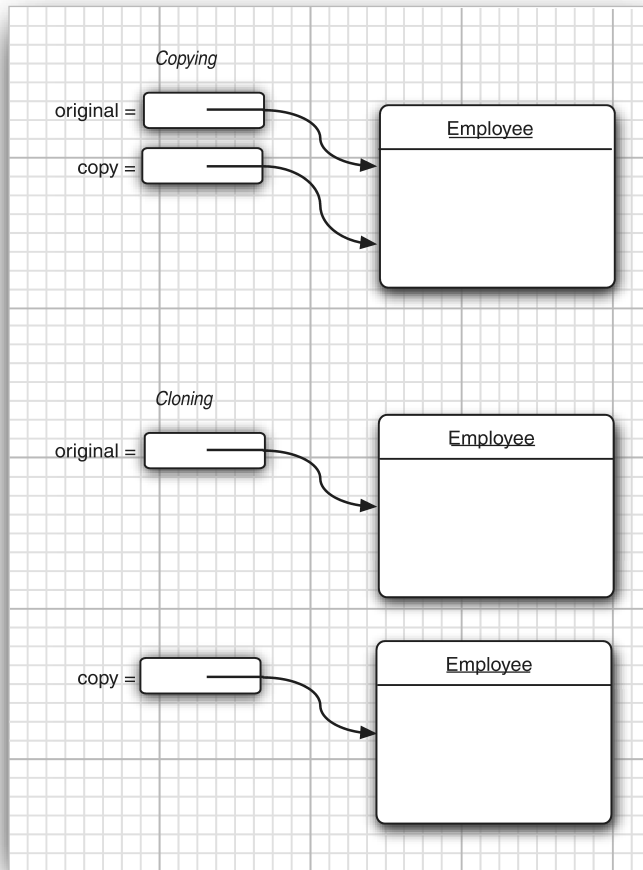 Copying
original =
Employee
copy =
Cloning
original =
Employee
copy =
Employee